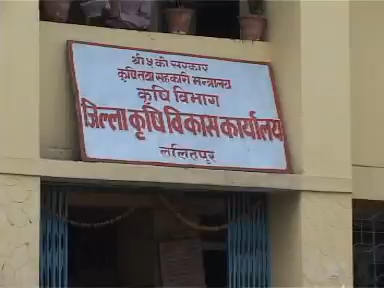 श्री ५ को सरकार
कृषि तथा सहकारी मन्त्रालय
कृषि विभाग
जिल्ला कृषि विकास कार्यालय
ललितपुर